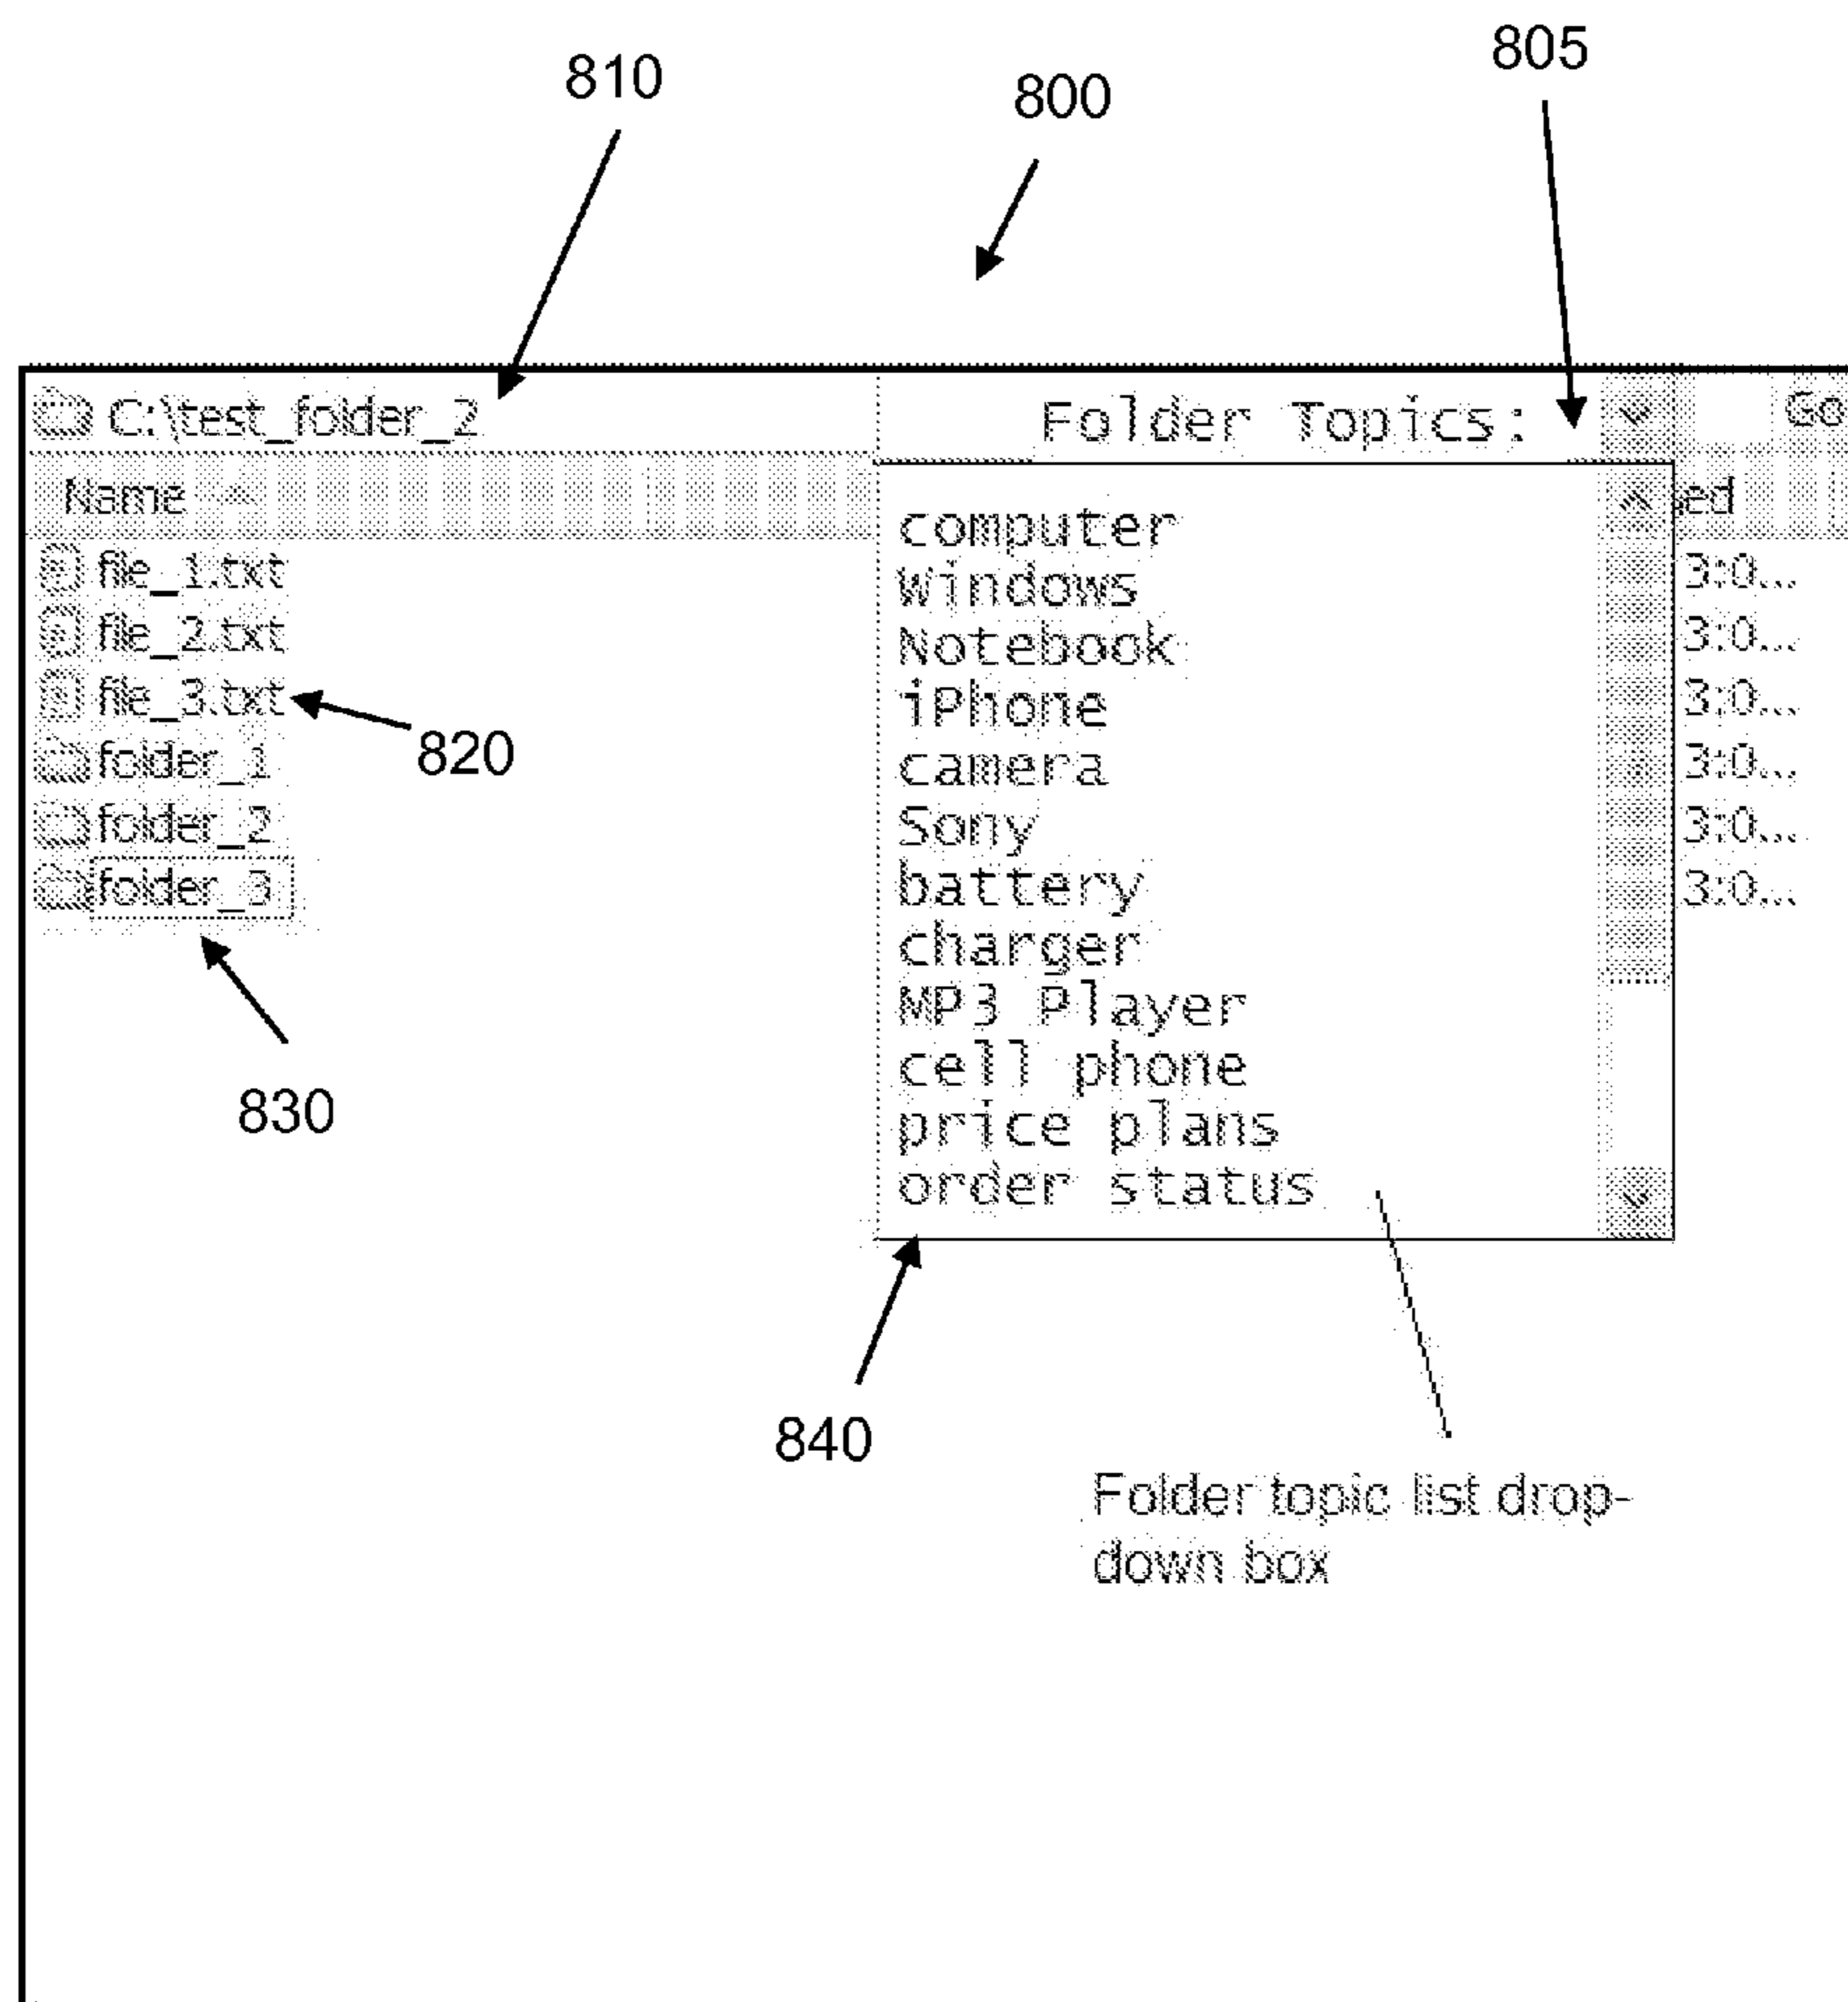 805
810
800
C:\test_folder_2
Folder Topics:
Go
Name
ed
file_1.txt
3:0...
file_2.txt
3:0...
file_3.txt
3:0...
folder_1
3:0...
folder_2
3:0...
folder_3
3:0...
820
830
computer
Windows
Notebook
iPhone
camera
Sony
battery
charger
MP3 Player
cell phone
price plans
order status
840
Folder topic list drop-
down box